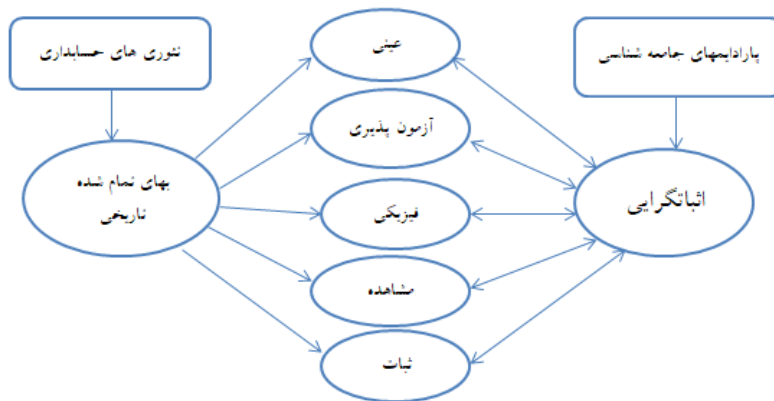 تئوری های حسابداری
عینی
پارادایمهای جامعه شناسی
آزمون پذیری
بهای تمام شده
تاریخی
فیزیکی
اثباتگرایی
مشاهده
ثبات